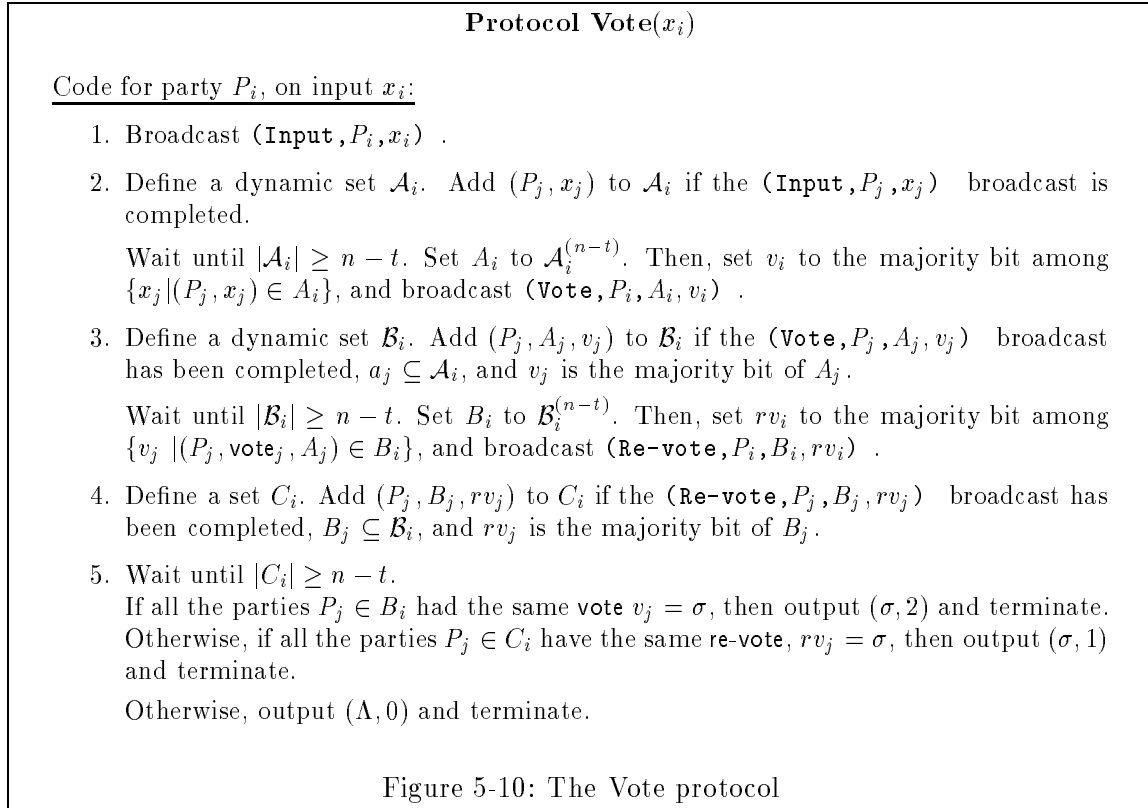 Protocol Vote(x_i)
Code for party P_i, on input x_i:
1. Broadcast (Input,P_i,x_i) .
2. Define a dynamic set 𝒜_i. Add (P_j, x_j) to 𝒜_i if the (Input,P_j,x_j) broadcast is
completed.
Wait until |𝒜_i| ≥ n − t. Set A_i to 𝒜_i^{(n−t)}. Then, set v_i to the majority bit among
{x_j|(P_j, x_j) ∈ A_i}, and broadcast (Vote,P_i,A_i,v_i) .
3. Define a dynamic set ℬ_i. Add (P_j, A_j, v_j) to ℬ_i if the (Vote,P_j,A_j,v_j) broadcast
has been completed, a_j ⊆ 𝒜_i, and v_j is the majority bit of A_j.
Wait until |ℬ_i| ≥ n − t. Set B_i to ℬ_i^{(n−t)}. Then, set rv_i to the majority bit among
{v_j |(P_j, vote_j, A_j) ∈ B_i}, and broadcast (Re-vote,P_i,B_i,rv_i) .
4. Define a set C_i. Add (P_j, B_j, rv_j) to C_i if the (Re-vote,P_j,B_j,rv_j) broadcast has
been completed, B_j ⊆ ℬ_i, and rv_j is the majority bit of B_j.
5. Wait until |C_i| ≥ n − t.
If all the parties P_j ∈ B_i had the same vote v_j = σ, then output (σ, 2) and terminate.
Otherwise, if all the parties P_j ∈ C_i have the same re-vote, rv_j = σ, then output (σ, 1)
and terminate.
Otherwise, output (Λ, 0) and terminate.
Figure 5-10: The Vote protocol